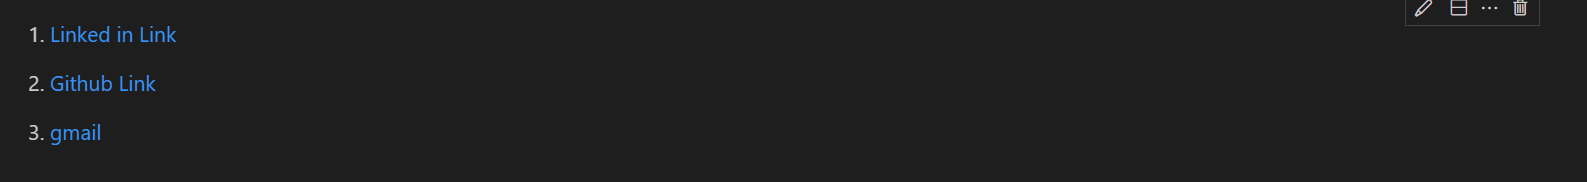 1. Linked in Link
2. Github Link
3. gmail